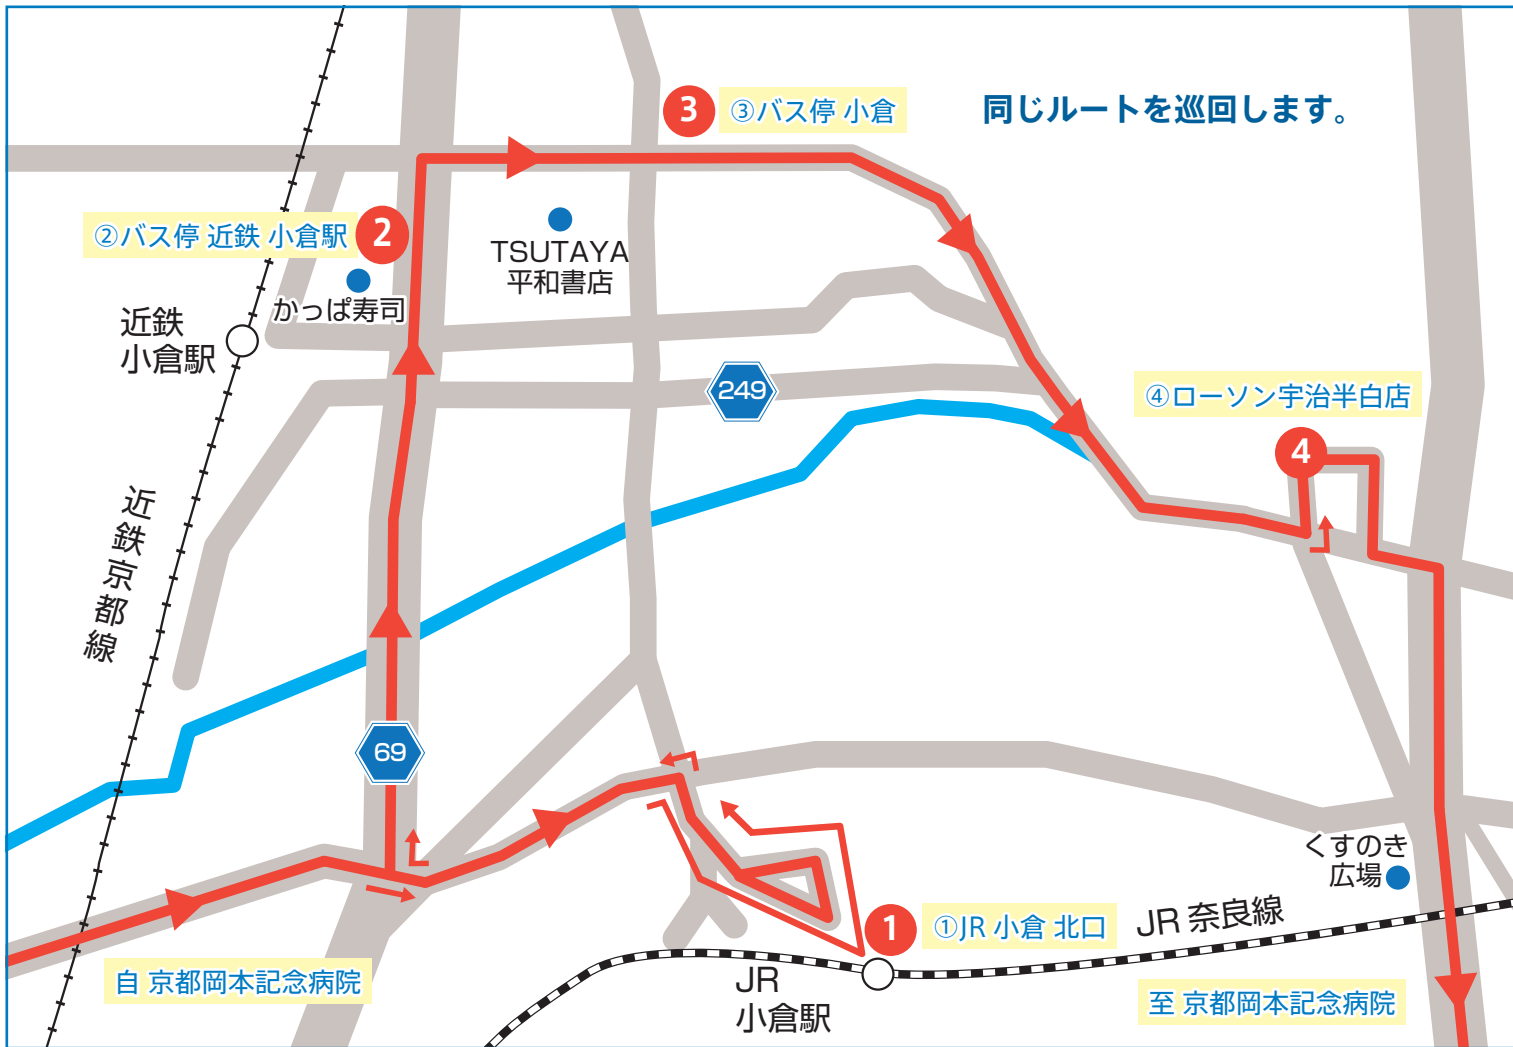 同じルートを巡回します。
3
③バス停 小倉
②バス停 近鉄 小倉駅
2
TSUTAYA
平和書店
かっぱ寿司
近鉄
小倉駅
249
④ローソン宇治半白店
4
近鉄京都線
69
くすのき
広場
1
①JR 小倉 北口
JR 奈良線
自 京都岡本記念病院
JR
小倉駅
至 京都岡本記念病院